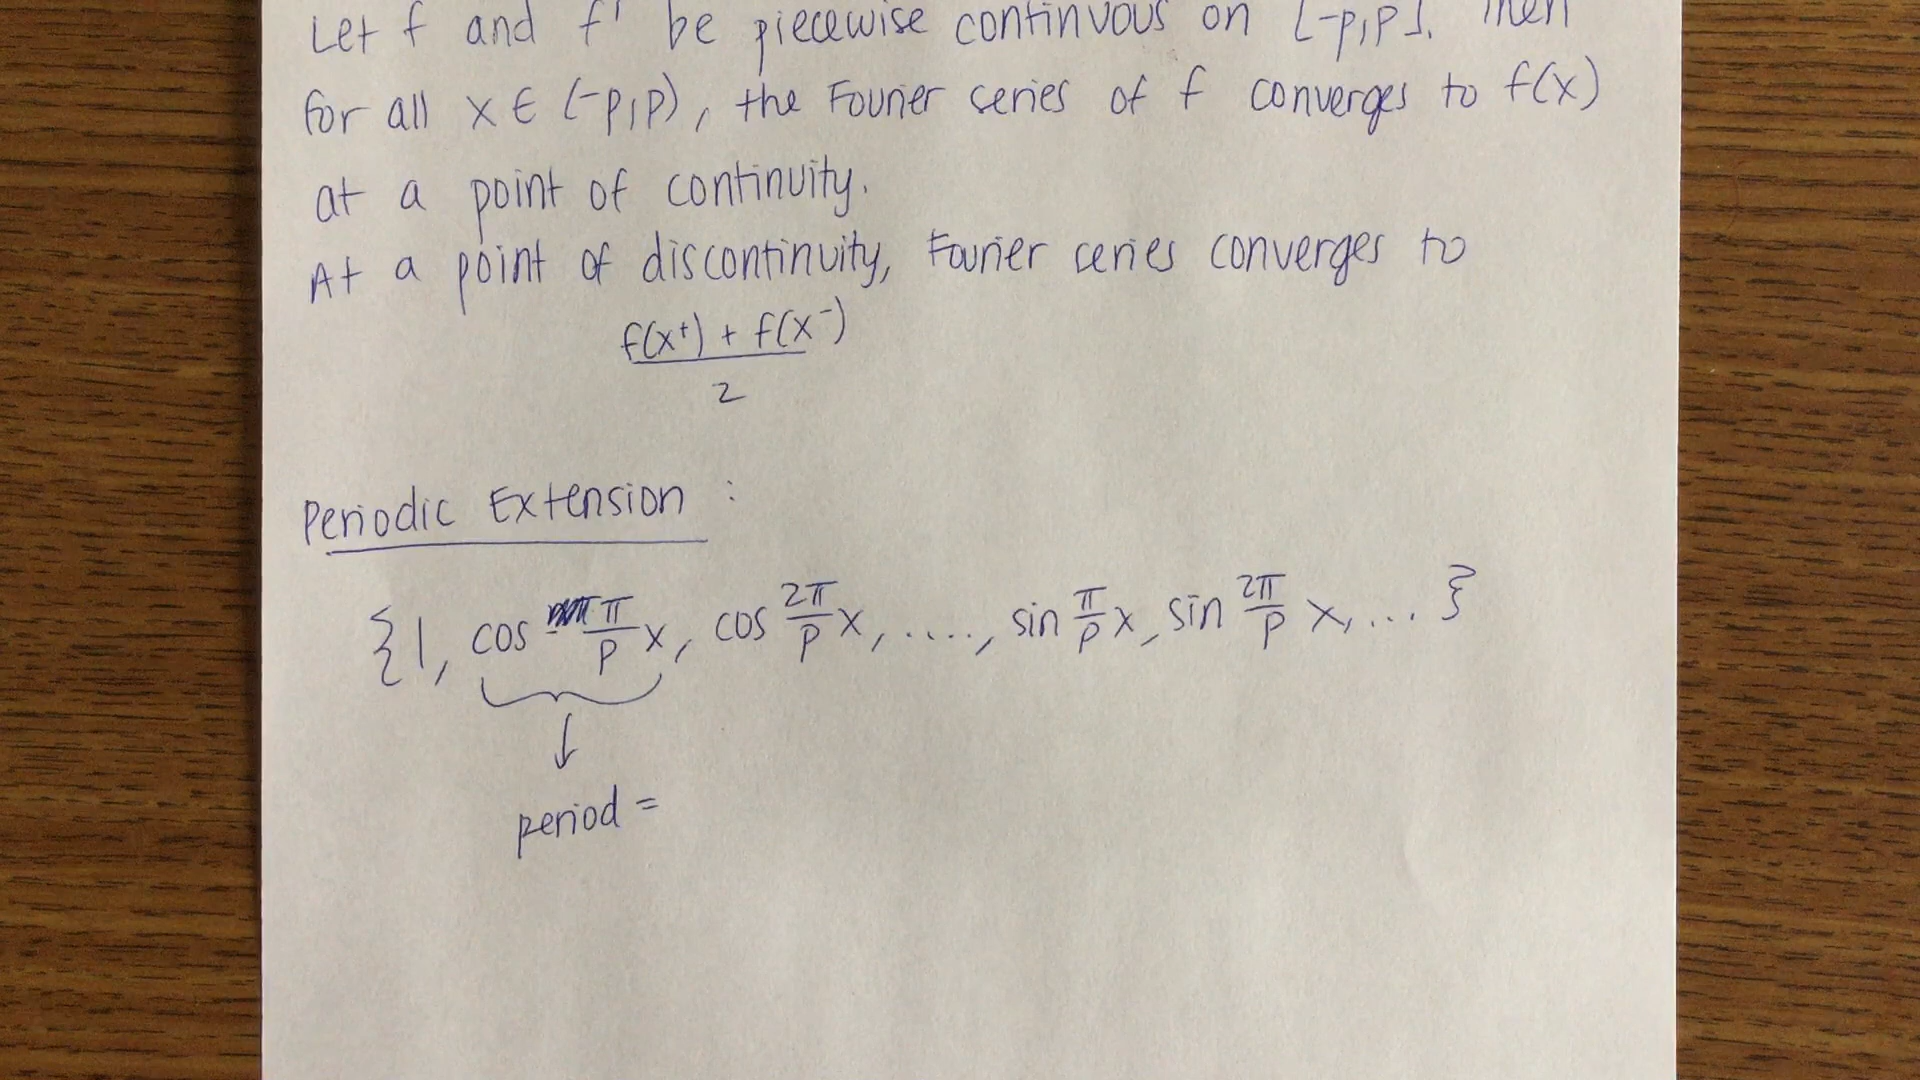 Let f and f' be piecewise continuous on [-p,p]. Then
for all x ∈ (-p,p), the Fourier series of f converges to f(x)
at a point of continuity.
At a point of discontinuity, Fourier series converges to
f(x⁺) + f(x⁻)
2
Periodic Extension :
{1, cos π/p x, cos 2π/p x, ...., sin π/p x, sin 2π/p x, ... }
↓
period =